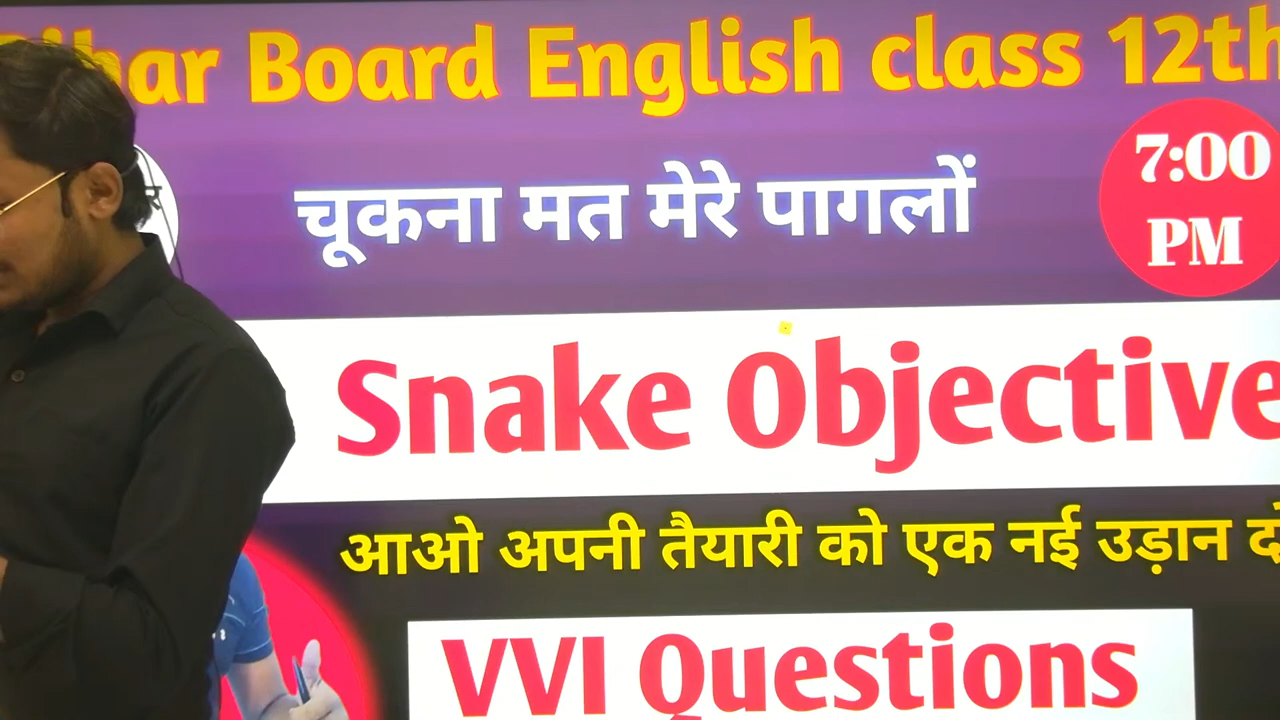 Bihar Board English class 12th
चूकना मत मेरे पागलों
7:00
PM
Snake Objective
आओ अपनी तैयारी को एक नई उड़ान दो
VVI Questions